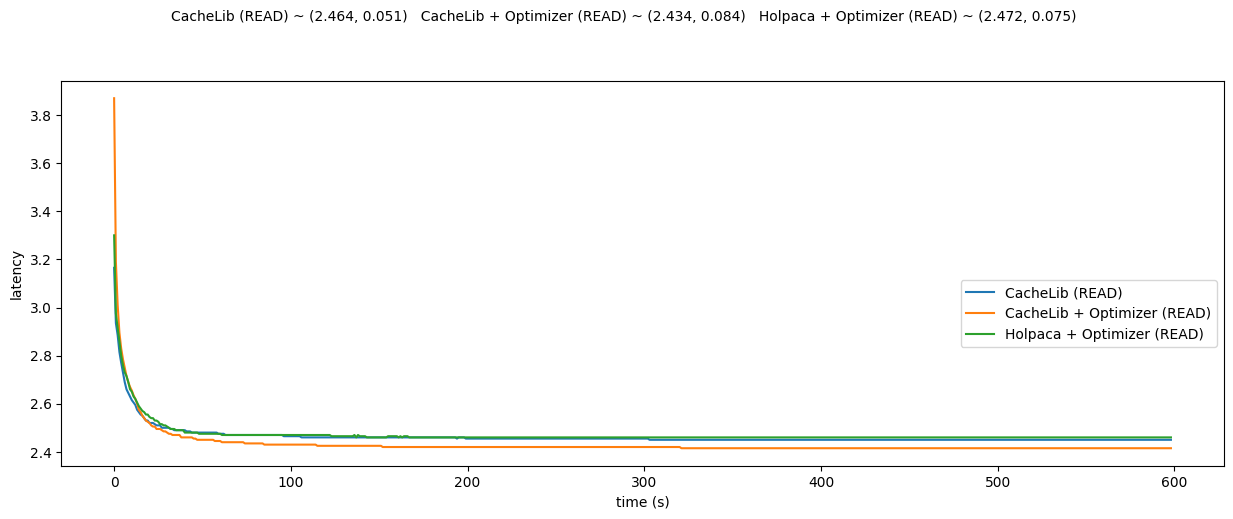 CacheLib (READ) ~ (2.464, 0.051)   CacheLib + Optimizer (READ) ~ (2.434, 0.084)   Holpaca + Optimizer (READ) ~ (2.472, 0.075)
3.8
3.6
3.4
3.2
3.0
2.8
2.6
2.4
latency
CacheLib (READ)
CacheLib + Optimizer (READ)
Holpaca + Optimizer (READ)
0 100 200 300 400 500 600
time (s)